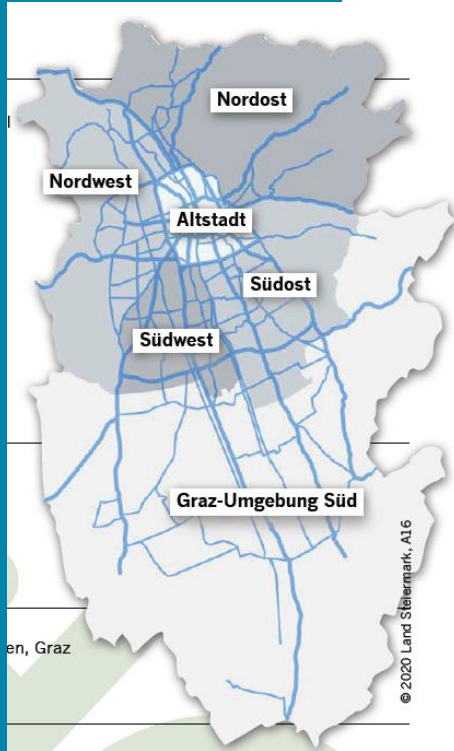 Nordost
Nordwest
Altstadt
Südost
Südwest
Graz-Umgebung Süd
© 2020 Land Steiermark, A16
en, Graz